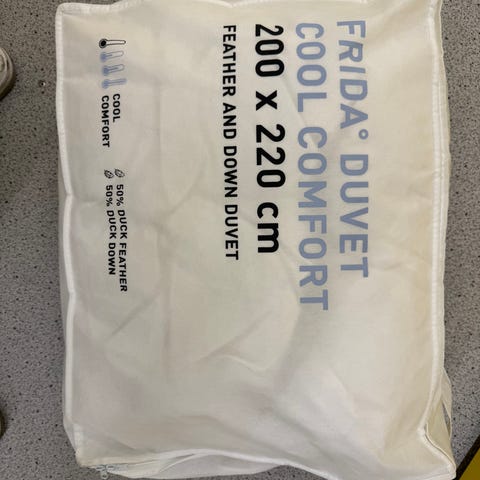 FRIDA° DUVET
COOL COMFORT
200 x 220 cm
FEATHER AND DOWN DUVET
COOL
COMFORT
50% DUCK FEATHER
50% DUCK DOWN